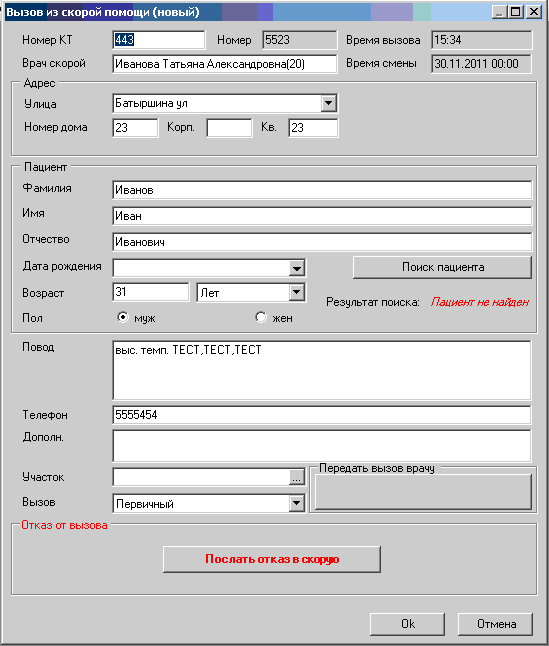 Вызов из скорой помощи (новый)
Номер КТ 443 Номер 5523 Время вызова 15:34
Врач скорой Иванова Татьяна Александровна(20) Время смены 30.11.2011 00:00
Адрес
Улица Батыршина ул
Номер дома 23 Корп. Кв. 23
Пациент
Фамилия Иванов
Имя Иван
Отчество Иванович
Дата рождения Поиск пациента
Возраст 31 Лет
Результат поиска: Пациент не найден
Пол муж жен
Повод выс. темп. ТЕСТ,ТЕСТ,ТЕСТ
Телефон 5555454
Дополн.
Передать вызов врачу
Участок ...
Вызов Первичный
Отказ от вызова
Послать отказ в скорую
Ok Отмена